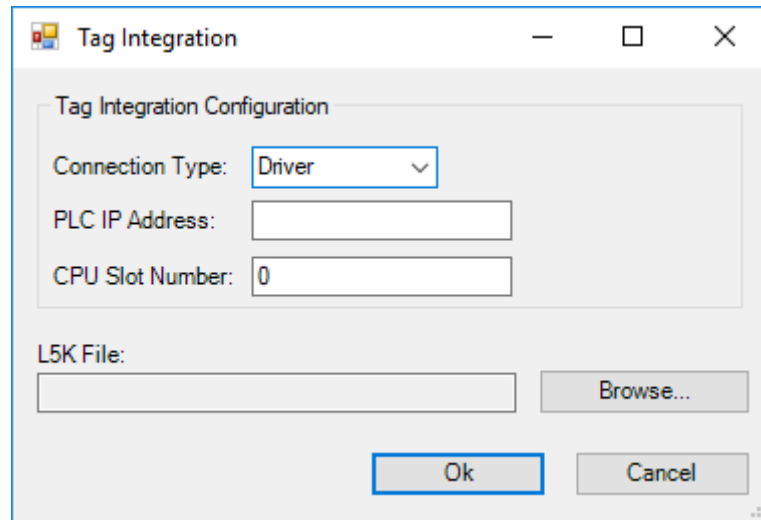 Tag Integration
Tag Integration Configuration
Connection Type: Driver
PLC IP Address:
CPU Slot Number: 0
L5K File:
Browse...
Ok Cancel